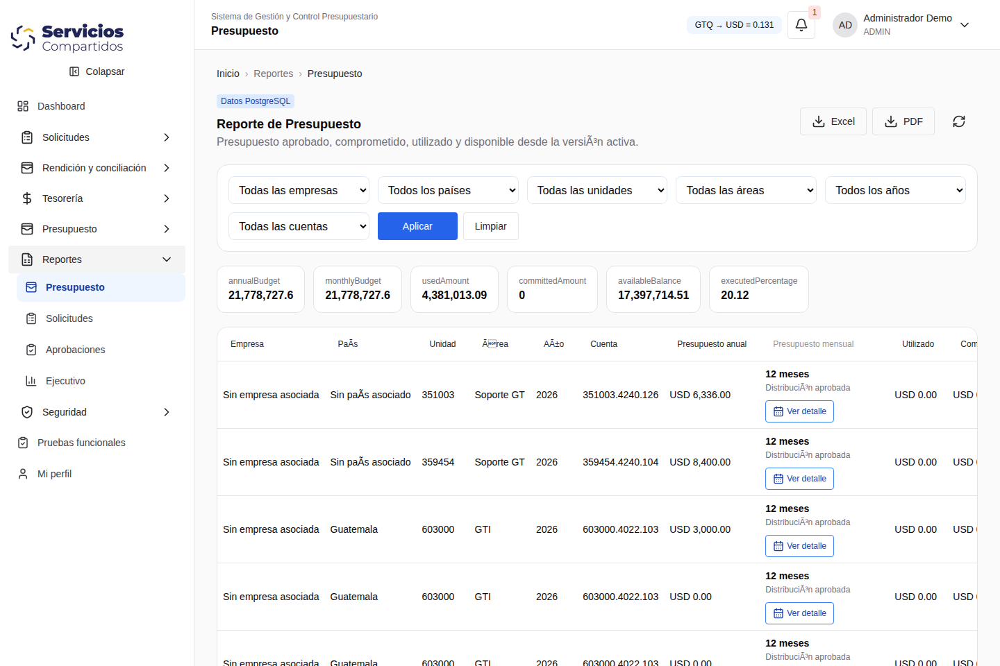 Servicios
Compartidos
Colapsar
Dashboard
Solicitudes
Rendición y conciliación
Tesorería
Presupuesto
Reportes
Presupuesto
Solicitudes
Aprobaciones
Ejecutivo
Seguridad
Pruebas funcionales
Mi perfil
Sistema de Gestión y Control Presupuestario
Presupuesto
GTQ → USD = 0.131
1
AD
Administrador Demo
ADMIN
Inicio › Reportes › Presupuesto
Datos PostgreSQL
Reporte de Presupuesto
Presupuesto aprobado, comprometido, utilizado y disponible desde la versiÃ³n activa.
Excel
PDF
Todas las empresas
Todos los países
Todas las unidades
Todas las áreas
Todos los años
Todas las cuentas
Aplicar
Limpiar
annualBudget
21,778,727.6
monthlyBudget
21,778,727.6
usedAmount
4,381,013.09
committedAmount
0
availableBalance
17,397,714.51
executedPercentage
20.12
Empresa PaÃs Unidad Ãrea AÃ±o Cuenta Presupuesto anual Presupuesto mensual Utilizado Com
Sin empresa asociada Sin paÃs asociado 351003 Soporte GT 2026 351003.4240.126 USD 6,336.00 12 meses USD 0.00 USD
DistribuciÃ³n aprobada
Ver detalle
Sin empresa asociada Sin paÃs asociado 359454 Soporte GT 2026 359454.4240.104 USD 8,400.00 12 meses USD 0.00 USD
DistribuciÃ³n aprobada
Ver detalle
Sin empresa asociada Guatemala 603000 GTI 2026 603000.4022.103 USD 3,000.00 12 meses USD 0.00 USD
DistribuciÃ³n aprobada
Ver detalle
Sin empresa asociada Guatemala 603000 GTI 2026 603000.4022.103 USD 0.00 12 meses USD 0.00 USD
DistribuciÃ³n aprobada
Ver detalle
Sin empresa asociada Guatemala 603000 GTI 2026 603000.4022.103 USD 0.00 12 meses USD 0.00 USD
DistribuciÃ³n aprobada